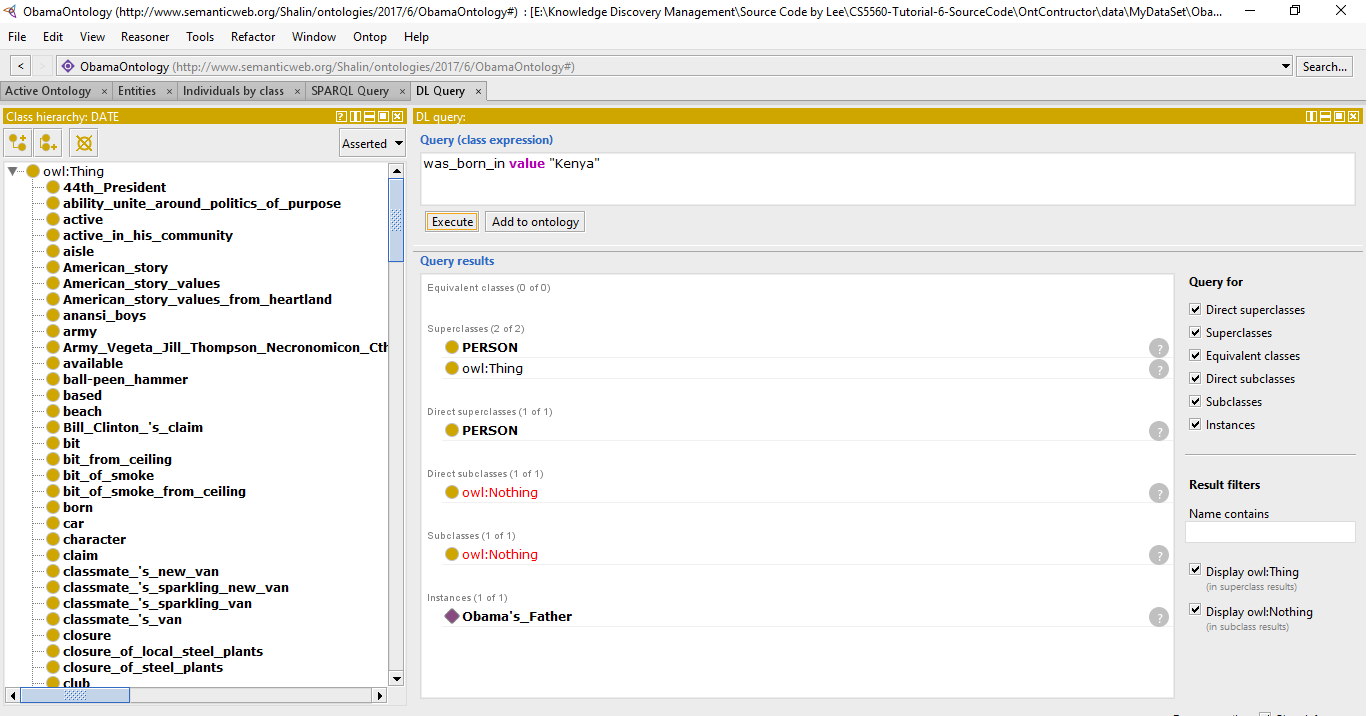 ObamaOntology (http://www.semanticweb.org/Shalin/ontologies/2017/6/ObamaOntology#) : [E:\Knowledge Discovery Management\Source Code by Lee\CS5560-Tutorial-6-SourceCode\OntContructor\data\MyDataSet\Oba...
File Edit View Reasoner Tools Refactor Window Ontop Help
< > ObamaOntology (http://www.semanticweb.org/Shalin/ontologies/2017/6/ObamaOntology#) Search...
Active Ontology × Entities × Individuals by class × SPARQL Query × DL Query ×
Class hierarchy: DATE
Asserted
owl:Thing
44th_President
ability_unite_around_politics_of_purpose
active
active_in_his_community
aisle
American_story
American_story_values
American_story_values_from_heartland
anansi_boys
army
Army_Vegeta_Jill_Thompson_Necronomicon_Cth
available
ball-peen_hammer
based
beach
Bill_Clinton_'s_claim
bit
bit_from_ceiling
bit_of_smoke
bit_of_smoke_from_ceiling
born
car
character
claim
classmate_'s_new_van
classmate_'s_sparkling_new_van
classmate_'s_sparkling_van
classmate_'s_van
closure
closure_of_local_steel_plants
closure_of_steel_plants
club
DL query:
Query (class expression)
was_born_in value "Kenya"
Execute Add to ontology
Query results
Equivalent classes (0 of 0)
Superclasses (2 of 2)
PERSON ?
owl:Thing ?
Direct superclasses (1 of 1)
PERSON ?
Direct subclasses (1 of 1)
owl:Nothing ?
Subclasses (1 of 1)
owl:Nothing ?
Instances (1 of 1)
Obama's_Father ?
Query for
Direct superclasses
Superclasses
Equivalent classes
Direct subclasses
Subclasses
Instances
Result filters
Name contains
Display owl:Thing
(in superclass results)
Display owl:Nothing
(in subclass results)